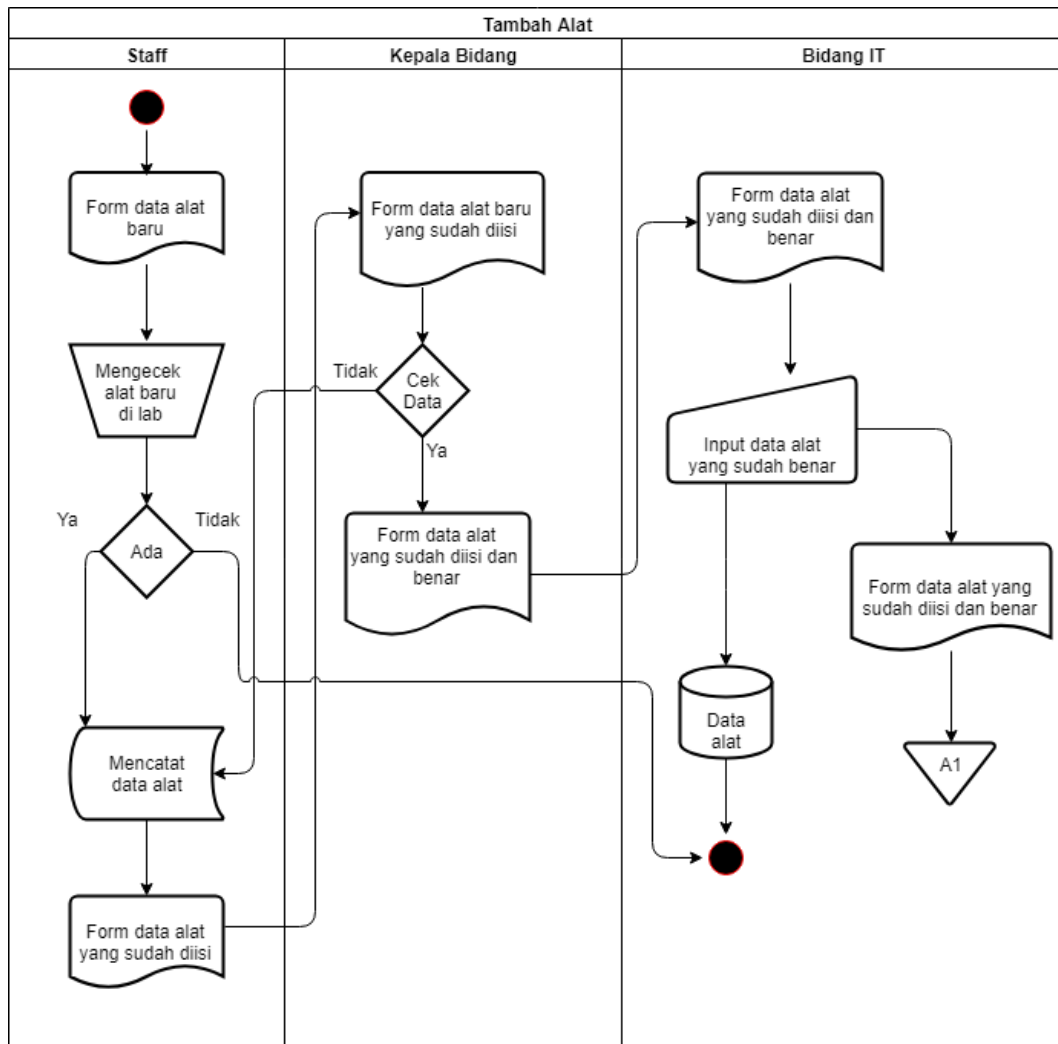 Tambah Alat
Staff
Kepala Bidang
Bidang IT
Form data alat
baru
Mengecek
alat baru
di lab
Ya
Tidak
Ada
Mencatat
data alat
Form data alat
yang sudah diisi
Form data alat baru
yang sudah diisi
Tidak
Cek
Data
Ya
Form data alat
yang sudah diisi dan
benar
Form data alat
yang sudah diisi dan
benar
Input data alat
yang sudah benar
Form data alat yang
sudah diisi dan benar
Data
alat
A1